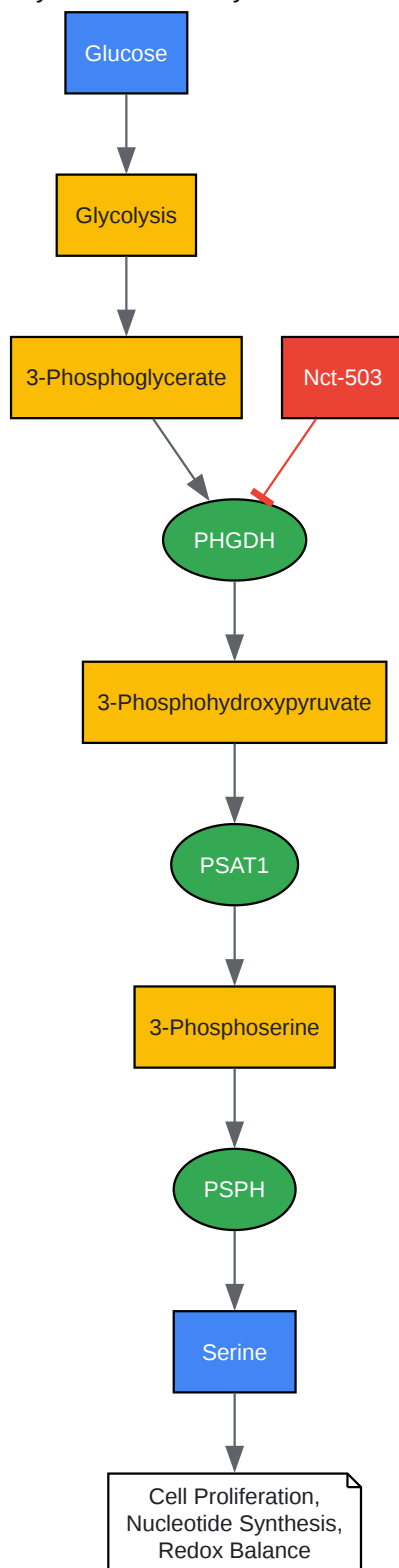 Glucose
Glycolysis
3-Phosphoglycerate
Nct-503
PHGDH
3-Phosphohydroxypyruvate
PSAT1
3-Phosphoserine
PSPH
Serine
Cell Proliferation,
Nucleotide Synthesis,
Redox Balance